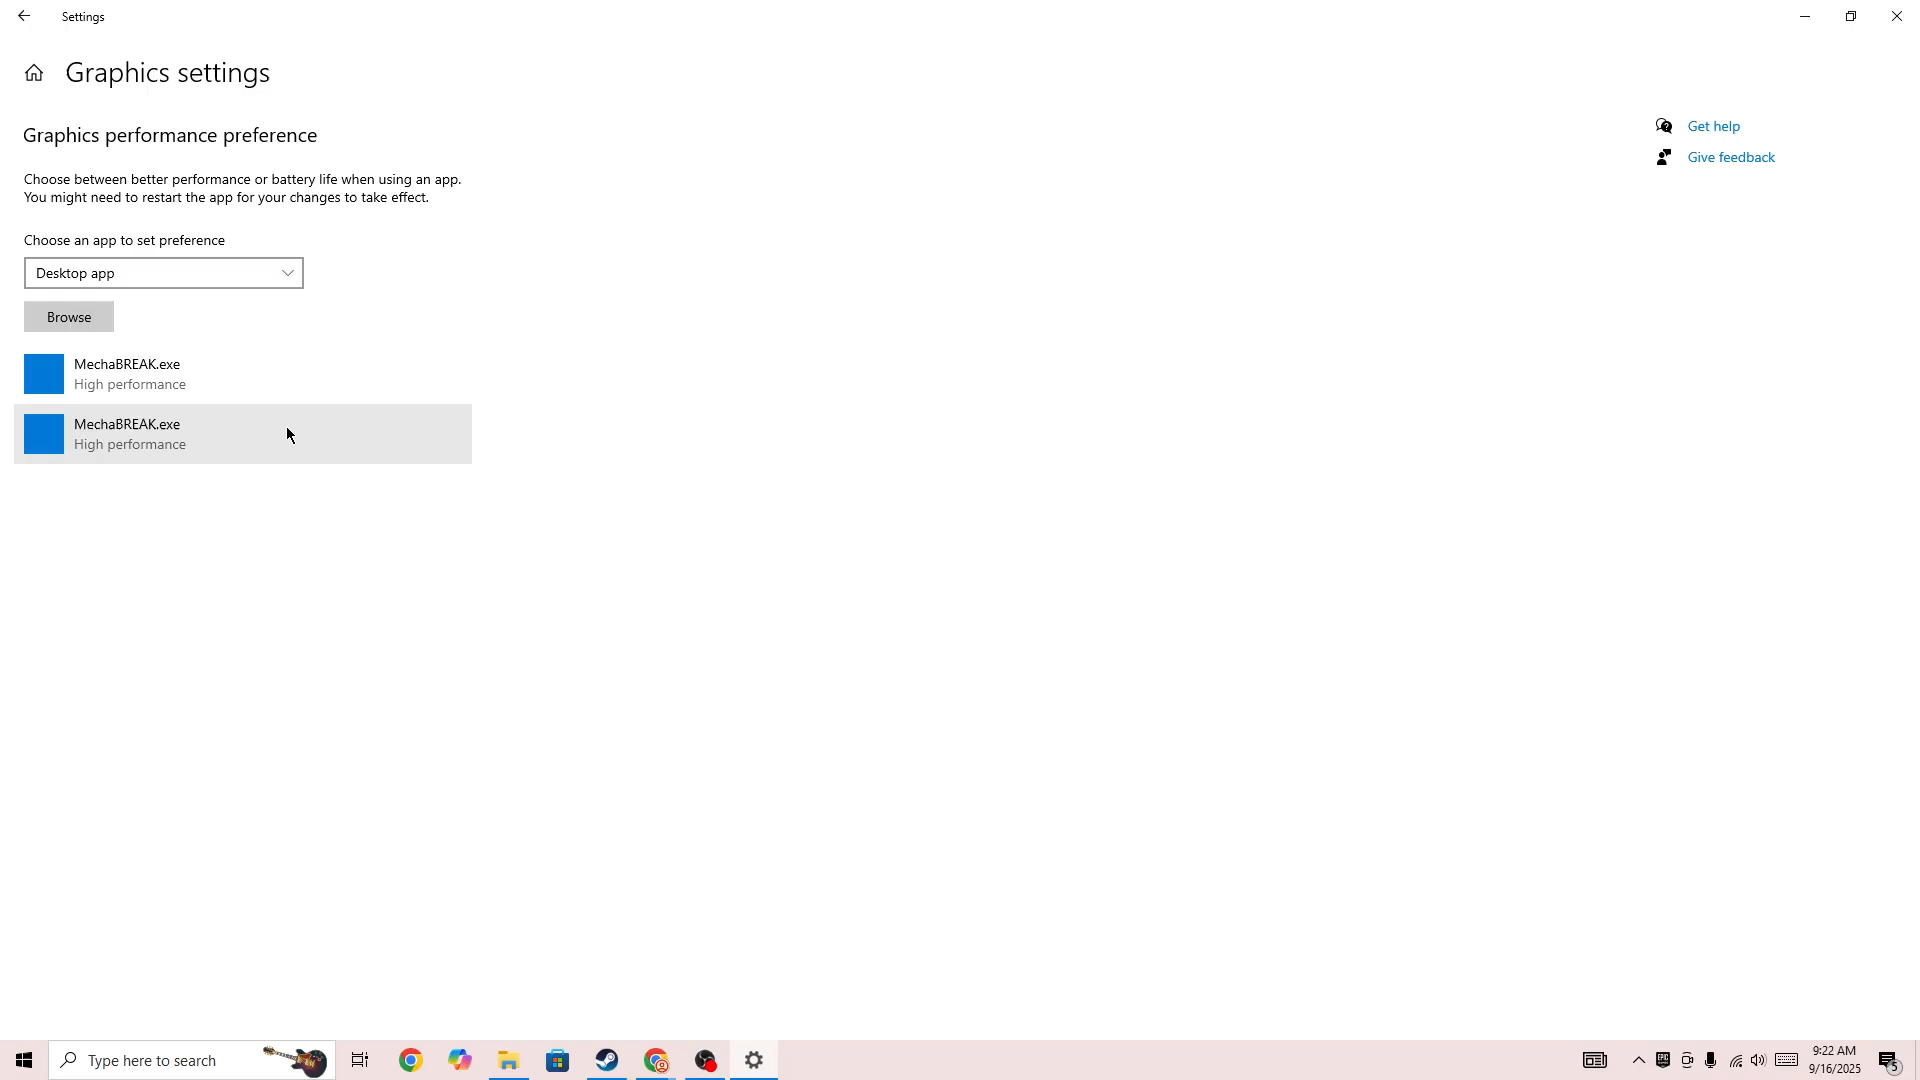 Settings
Graphics settings
Graphics performance preference
Choose between better performance or battery life when using an app.
You might need to restart the app for your changes to take effect.
Choose an app to set preference
Desktop app
Browse
MechaBREAK.exe
High performance
MechaBREAK.exe
High performance
Get help
Give feedback
Type here to search
EPIC
9:22 AM
9/16/2025
5